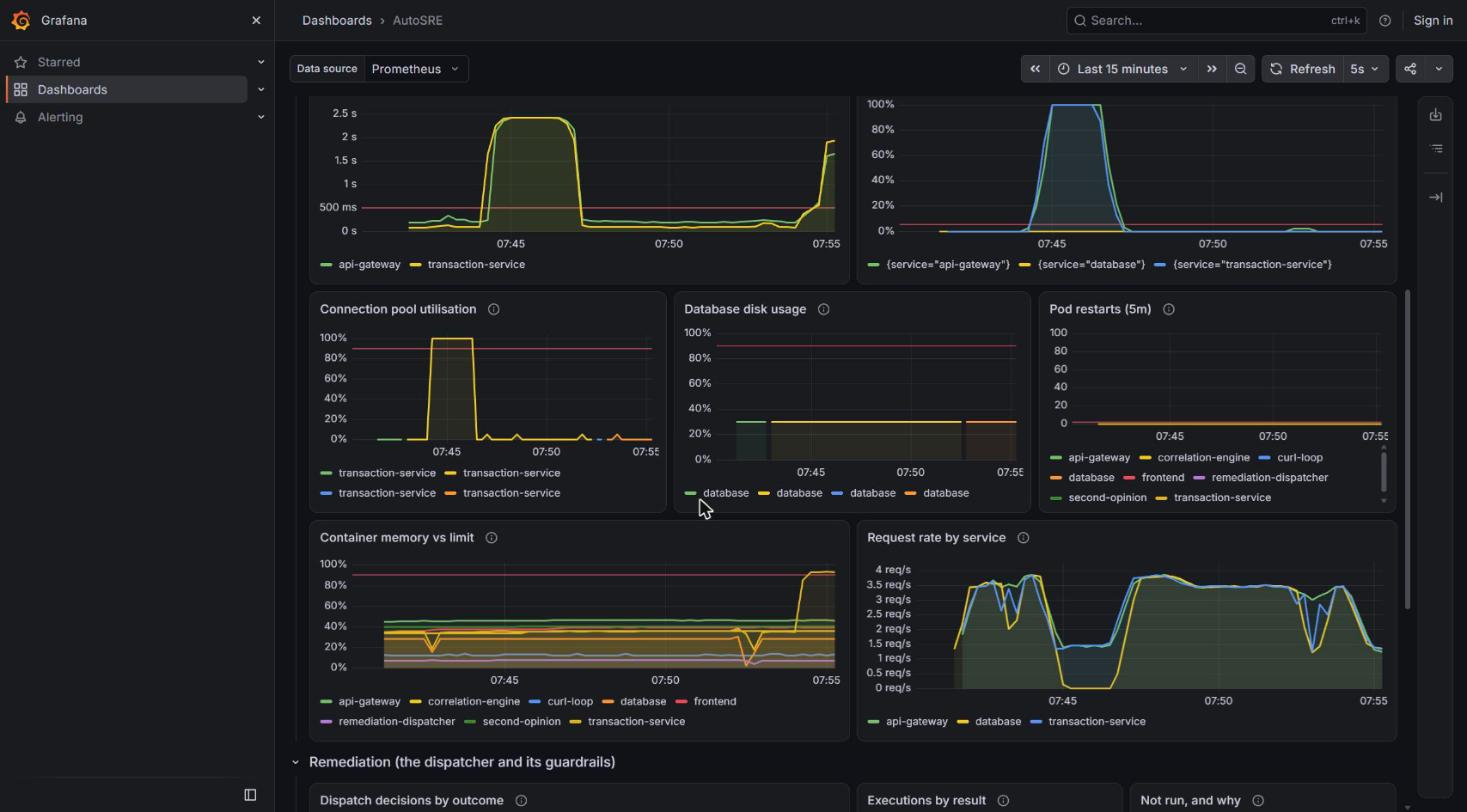 Grafana
Dashboards › AutoSRE
Search...
ctrl+k
Sign in
Starred
Dashboards
Alerting
Data source
Prometheus
Last 15 minutes
Refresh
5s
2.5 s
2 s
1.5 s
1 s
500 ms
0 s
07:45
07:50
07:55
api-gateway
transaction-service
100%
80%
60%
40%
20%
0%
07:45
07:50
07:55
{service="api-gateway"}
{service="database"}
{service="transaction-service"}
Connection pool utilisation
100%
80%
60%
40%
20%
0%
07:45
07:50
07:55
transaction-service
transaction-service
transaction-service
transaction-service
Database disk usage
100%
80%
60%
40%
20%
0%
07:45
07:50
07:55
database
database
database
database
Pod restarts (5m)
100
80
60
40
20
0
07:45
07:50
07:55
api-gateway
correlation-engine
curl-loop
database
frontend
remediation-dispatcher
second-opinion
transaction-service
Container memory vs limit
100%
80%
60%
40%
20%
0%
07:45
07:50
07:55
api-gateway
correlation-engine
curl-loop
database
frontend
remediation-dispatcher
second-opinion
transaction-service
Request rate by service
4 req/s
3.5 req/s
3 req/s
2.5 req/s
2 req/s
1.5 req/s
1 req/s
0.5 req/s
0 req/s
07:45
07:50
07:55
api-gateway
database
transaction-service
Remediation (the dispatcher and its guardrails)
Dispatch decisions by outcome
Executions by result
Not run, and why